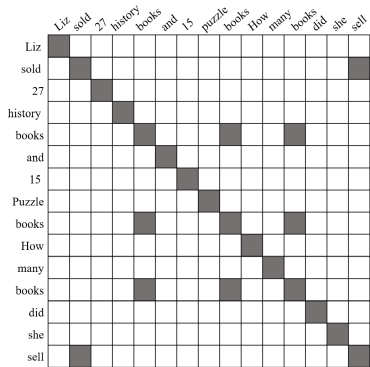 Liz sold 27 history books and 15 puzzle books How many books did she sell
Liz
sold
27
history
books
and
15
Puzzle
books
How
many
books
did
she
sell